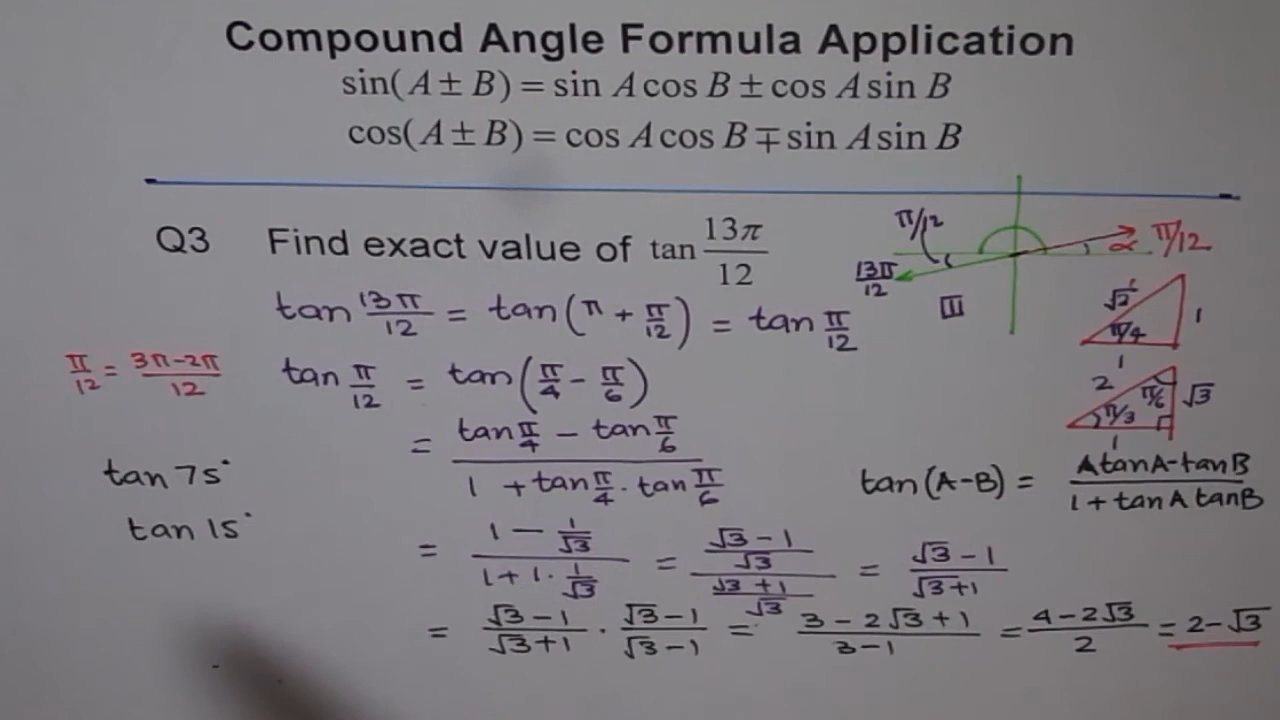 Compound Angle Formula Application
sin(A ± B) = sin A cos B ± cos A sin B
cos(A ± B) = cos A cos B ∓ sin A sin B
Q3 Find exact value of tan 13π/12
tan 13π/12 = tan(π + π/12) = tan π/12
π/12
13π/12
III
α π/12
√2 1
π/4
1
2 √3
π/3 π/6
1
π/12 = 3π-2π/12
tan π/12 = tan(π/4 - π/6)
= tan π/4 - tan π/6 / 1 + tan π/4 · tan π/6
tan 75°
tan 15°
tan(A-B) = AtanA-tanB / 1+tanA tanB
= 1 - 1/√3 / 1+1·1/√3 = √3-1/√3 / √3+1/√3 = √3-1/√3+1
= √3-1/√3+1 · √3-1/√3-1 = 3-2√3+1/3-1 = 4-2√3/2 = 2-√3